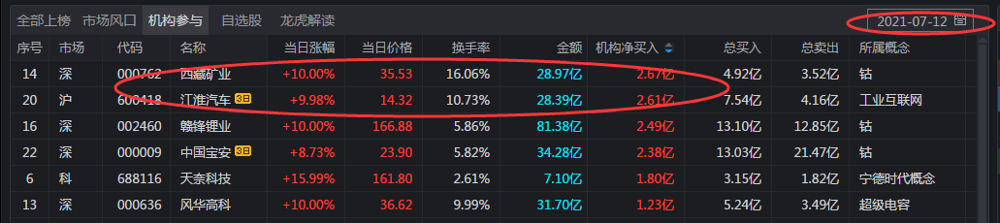 全部上榜 市场风口 机构参与 自选股 龙虎解读 2021-07-12
序号 市场 代码 名称 当日涨幅 当日价格 换手率 金额 机构净买入 总买入 总卖出 所属概念
14 深 000762 西藏矿业 +10.00% 35.53 16.06% 28.97亿 2.67亿 4.92亿 3.52亿 钴
20 沪 600418 江淮汽车 3日 +9.98% 14.32 10.73% 28.39亿 2.61亿 7.54亿 4.16亿 工业互联网
16 深 002460 赣锋锂业 +10.00% 166.88 5.86% 81.38亿 2.49亿 13.10亿 12.85亿 钴
22 深 000009 中国宝安 3日 +8.73% 23.90 5.82% 34.28亿 2.38亿 13.03亿 21.47亿 钴
6 科 688116 天奈科技 +15.99% 161.80 2.61% 7.10亿 1.80亿 3.15亿 1.82亿 宁德时代概念
13 深 000636 风华高科 +10.00% 36.62 9.99% 31.70亿 1.23亿 5.24亿 3.49亿 超级电容